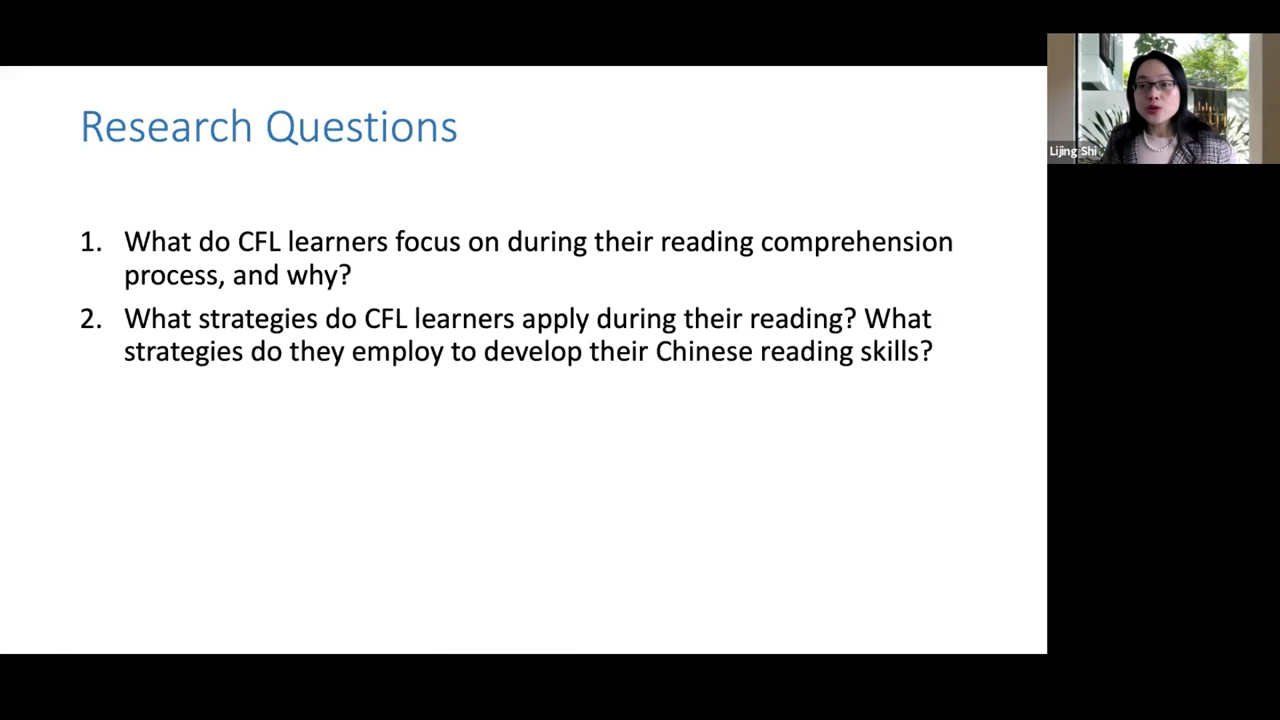 Research Questions
1. What do CFL learners focus on during their reading comprehension
process, and why?
2. What strategies do CFL learners apply during their reading? What
strategies do they employ to develop their Chinese reading skills?
Lijing Shi